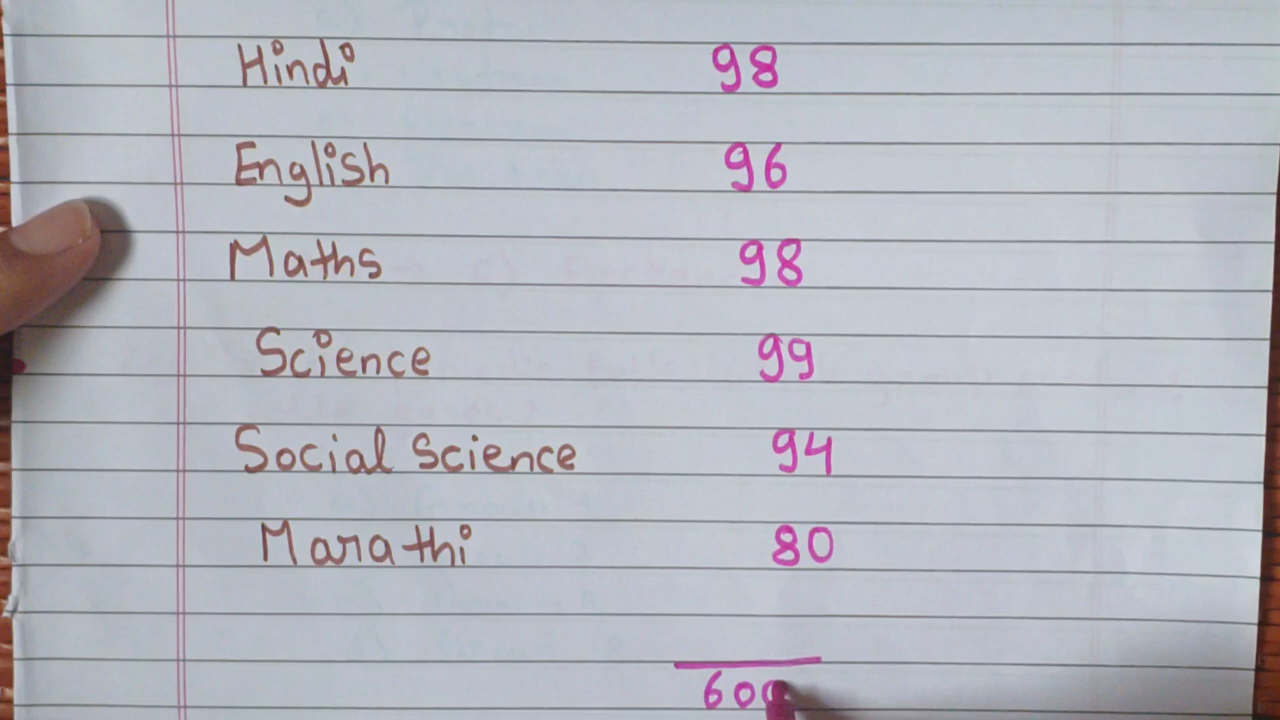 Hindi 98
English 96
Maths 98
Science 99
Social Science 94
Marathi 80
600